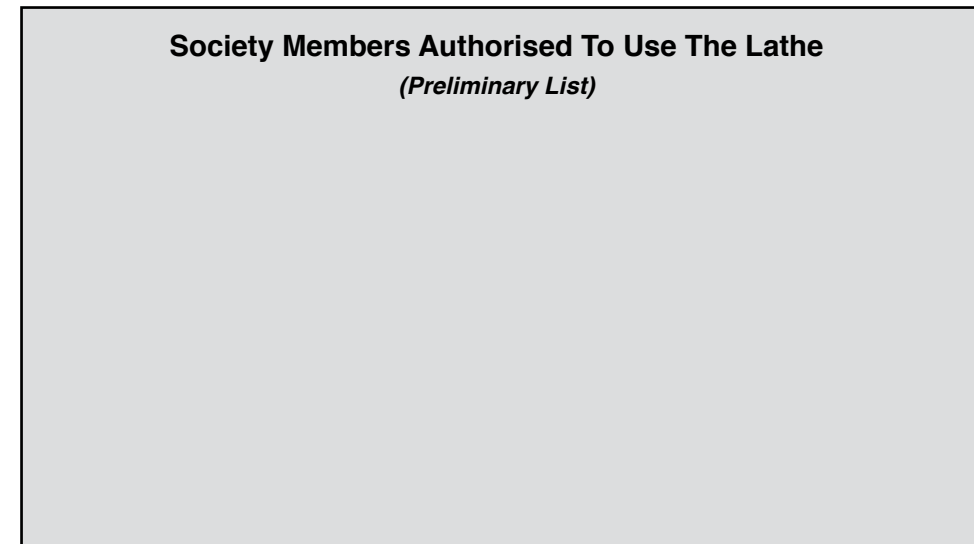 Society Members Authorised To Use The Lathe
(Preliminary List)